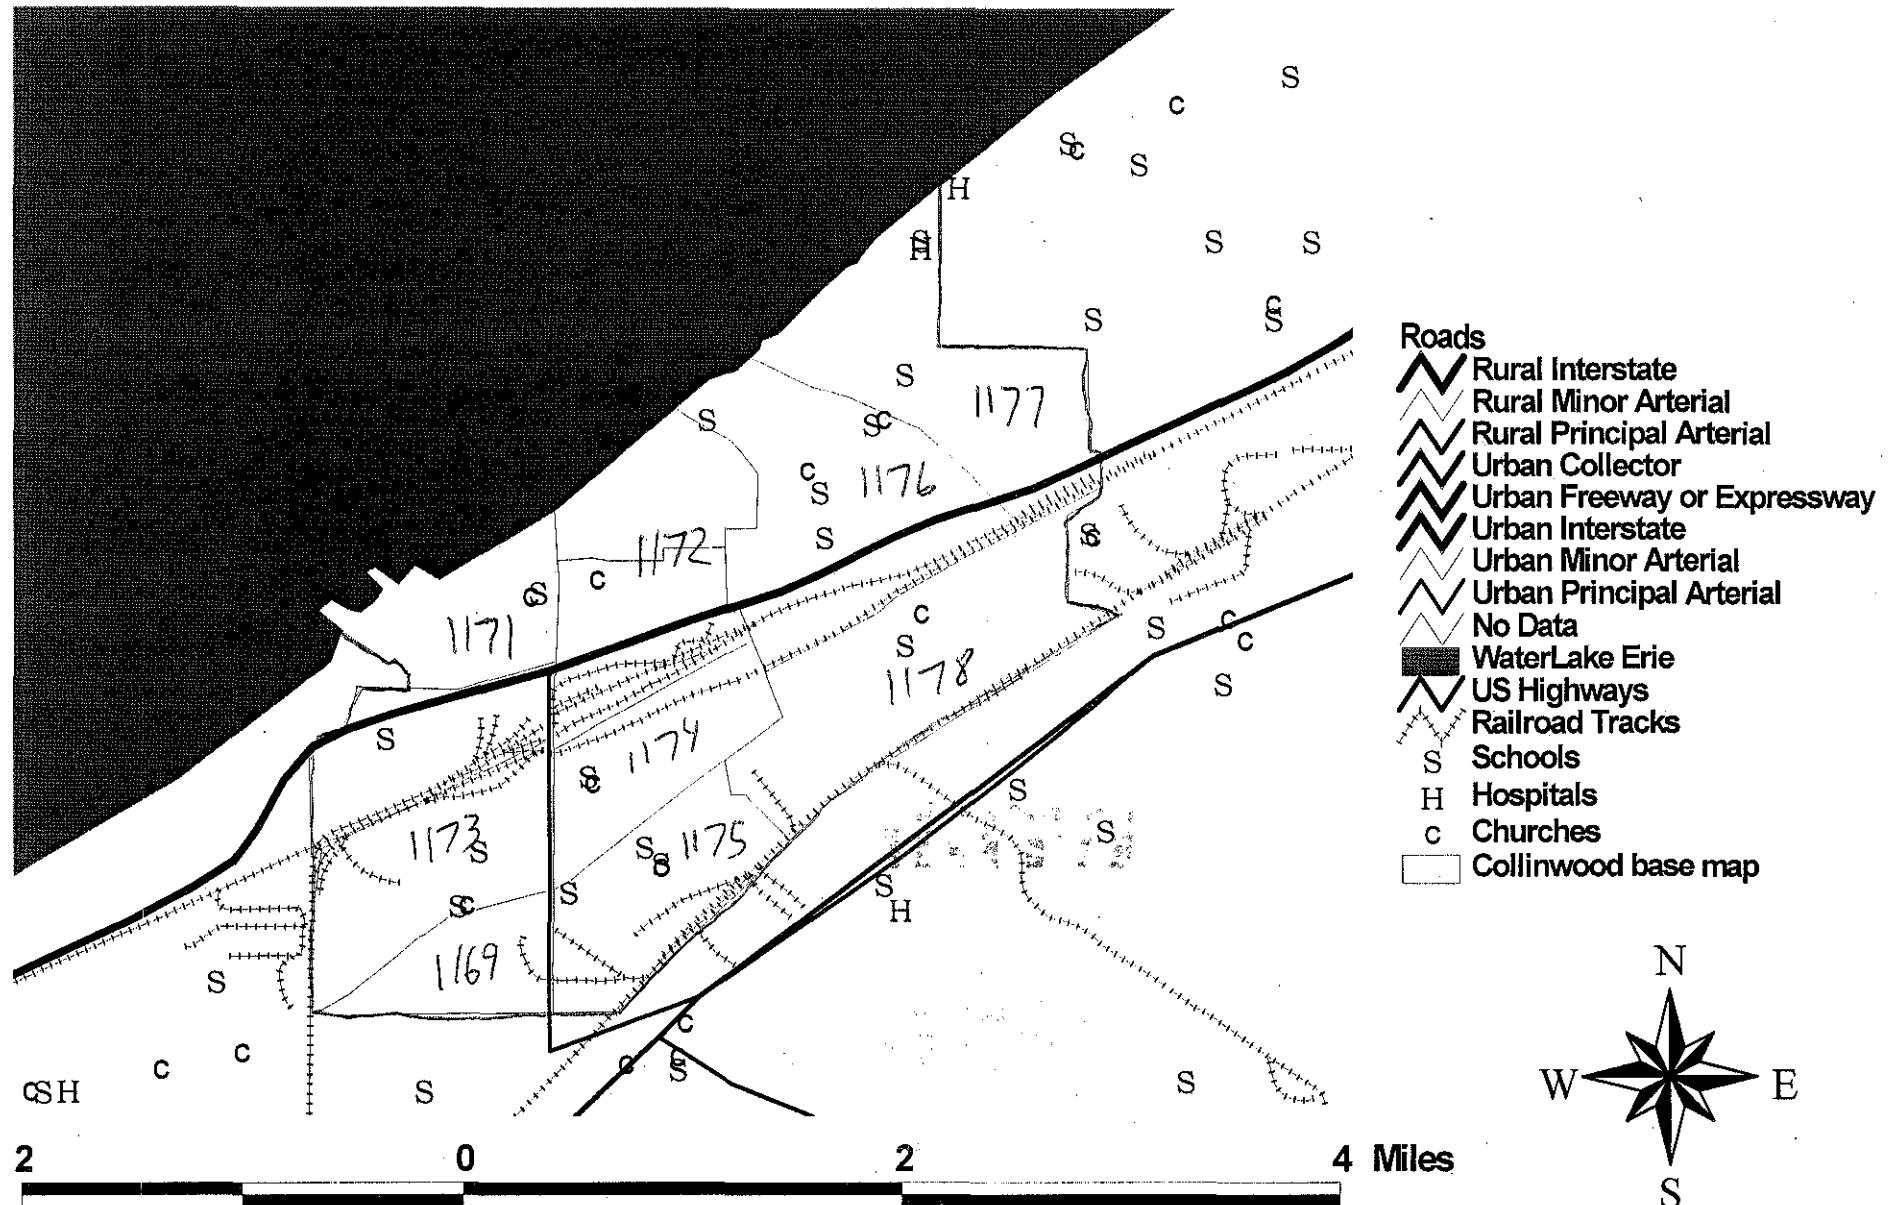 S
C
S
C
S
H
S
H
S
S
S
C
S
S
1177
S
S
C
C
S
1176
S
1172
S
C
C
S
C
1171
C
S
1178
S
C
C
S
S
S
1174
S
C
S
S
1173
S
S
S
1175
S
S
C
S
S
H
1169
S
C
C
C
C
S
C
S
H
S
S
Roads
Rural Interstate
Rural Minor Arterial
Rural Principal Arterial
Urban Collector
Urban Freeway or Expressway
Urban Interstate
Urban Minor Arterial
Urban Principal Arterial
No Data
WaterLake Erie
US Highways
Railroad Tracks
S Schools
H Hospitals
C Churches
Collinwood base map
N
W E
S
2 0 2 4 Miles